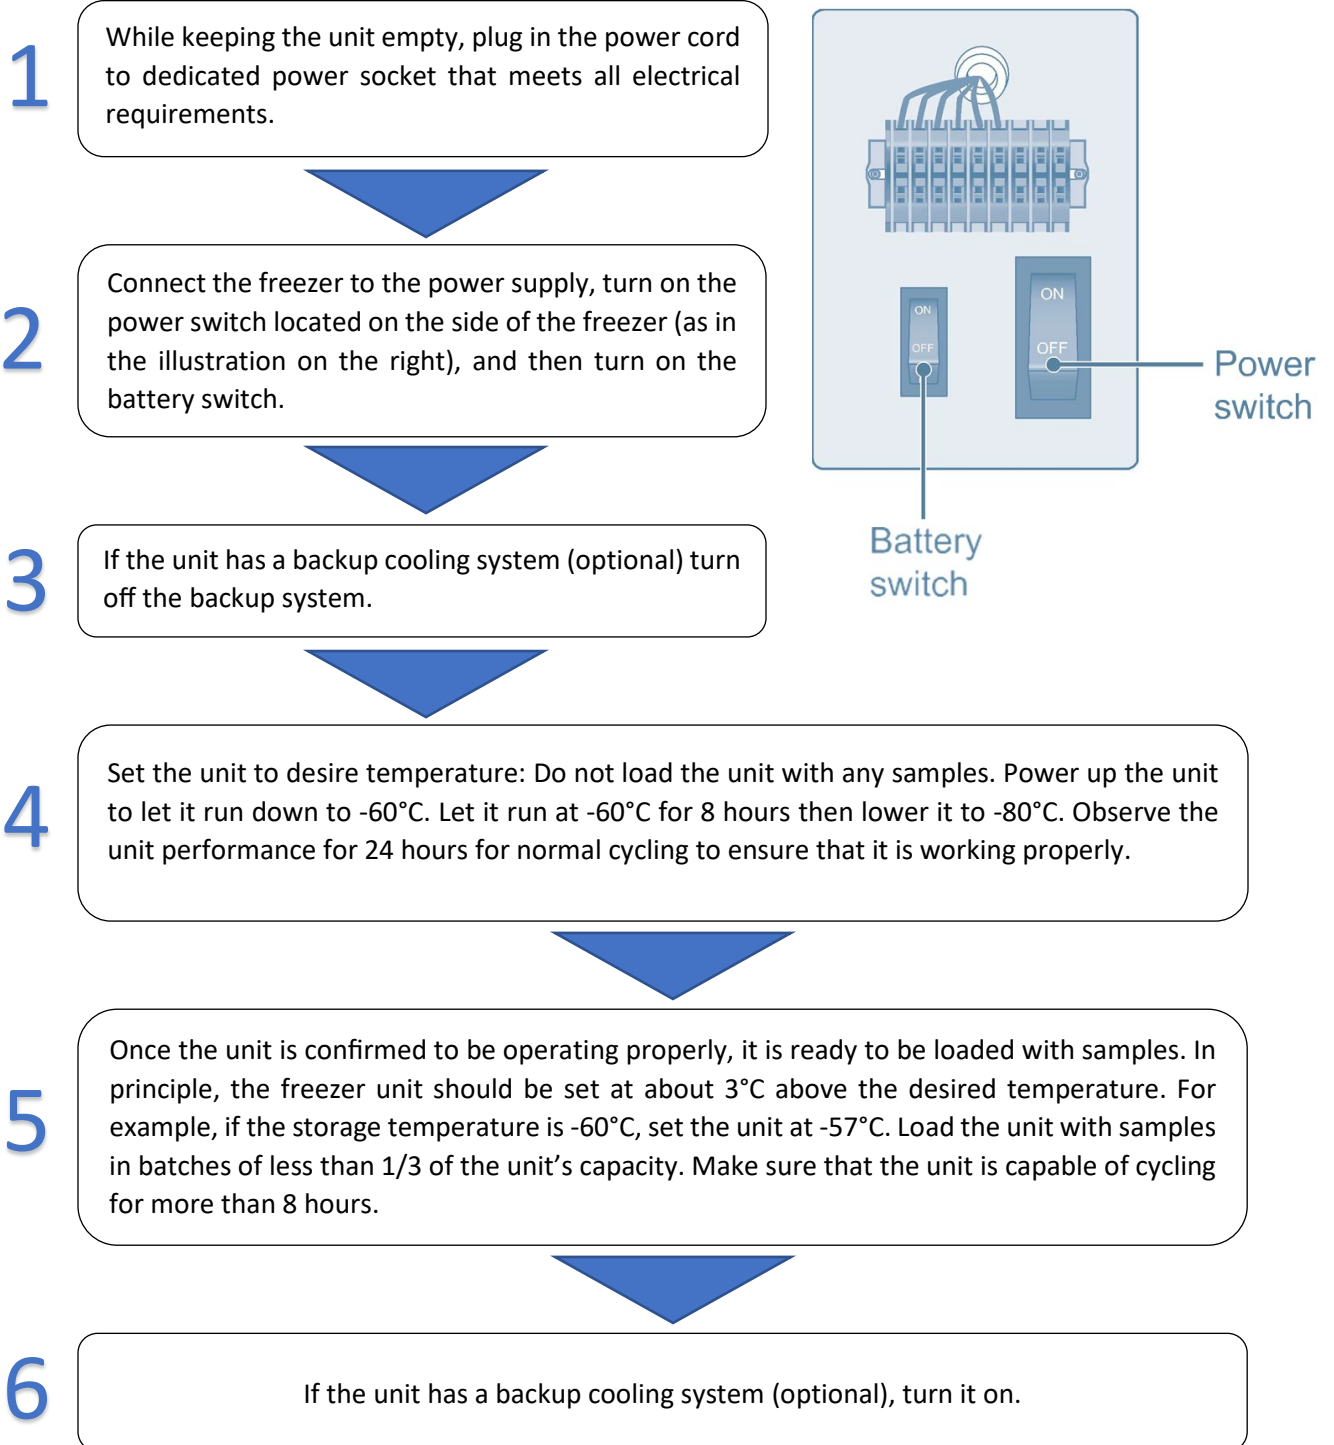 1
While keeping the unit empty, plug in the power cord
to dedicated power socket that meets all electrical
requirements.
2
Connect the freezer to the power supply, turn on the
power switch located on the side of the freezer (as in
the illustration on the right), and then turn on the
battery switch.
ON
OFF
ON
OFF
Power
switch
Battery
switch
3
If the unit has a backup cooling system (optional) turn
off the backup system.
4
Set the unit to desire temperature: Do not load the unit with any samples. Power up the unit
to let it run down to -60°C. Let it run at -60°C for 8 hours then lower it to -80°C. Observe the
unit performance for 24 hours for normal cycling to ensure that it is working properly.
5
Once the unit is confirmed to be operating properly, it is ready to be loaded with samples. In
principle, the freezer unit should be set at about 3°C above the desired temperature. For
example, if the storage temperature is -60°C, set the unit at -57°C. Load the unit with samples
in batches of less than 1/3 of the unit’s capacity. Make sure that the unit is capable of cycling
for more than 8 hours.
6
If the unit has a backup cooling system (optional), turn it on.